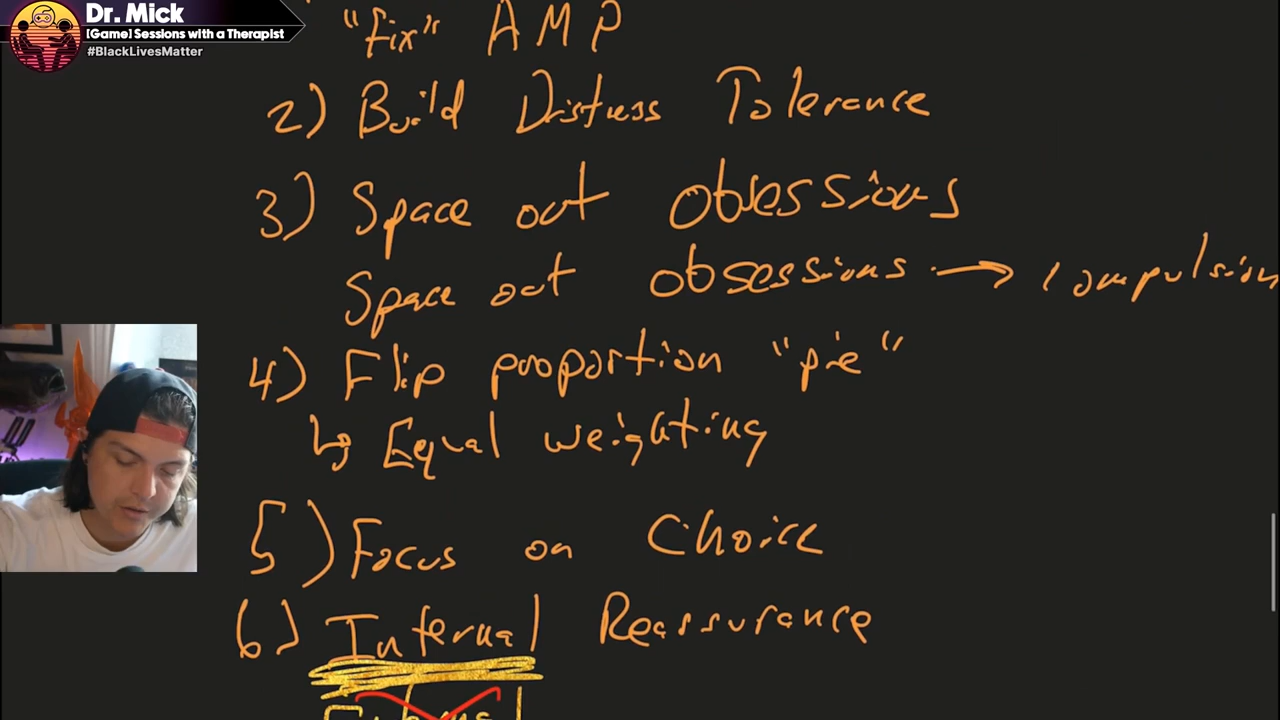 Dr. Mick
[Game] Sessions with a Therapist
#BlackLivesMatter
"fix" AMP
2) Build Distress Tolerance
3) Space out obsessions
Space out obsessions → compulsion
4) Flip proportion "pie"
↳ Equal weighting
5) Focus on Choice
6) Internal Reassurance